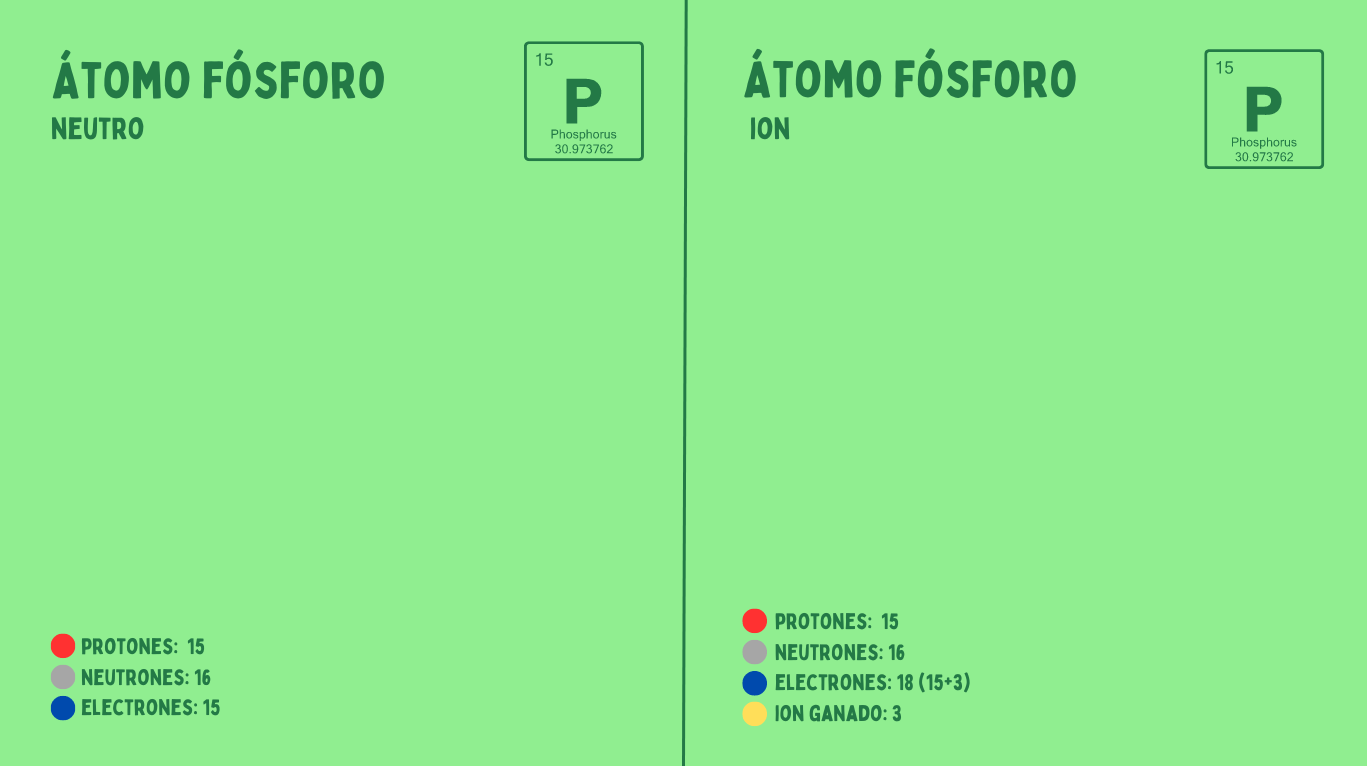 ÁTOMO FÓSFORO
NEUTRO
15
P
Phosphorus
30.973762
PROTONES: 15
NEUTRONES: 16
ELECTRONES: 15
ÁTOMO FÓSFORO
ION
15
P
Phosphorus
30.973762
PROTONES: 15
NEUTRONES: 16
ELECTRONES: 18 (15+3)
ION GANADO: 3